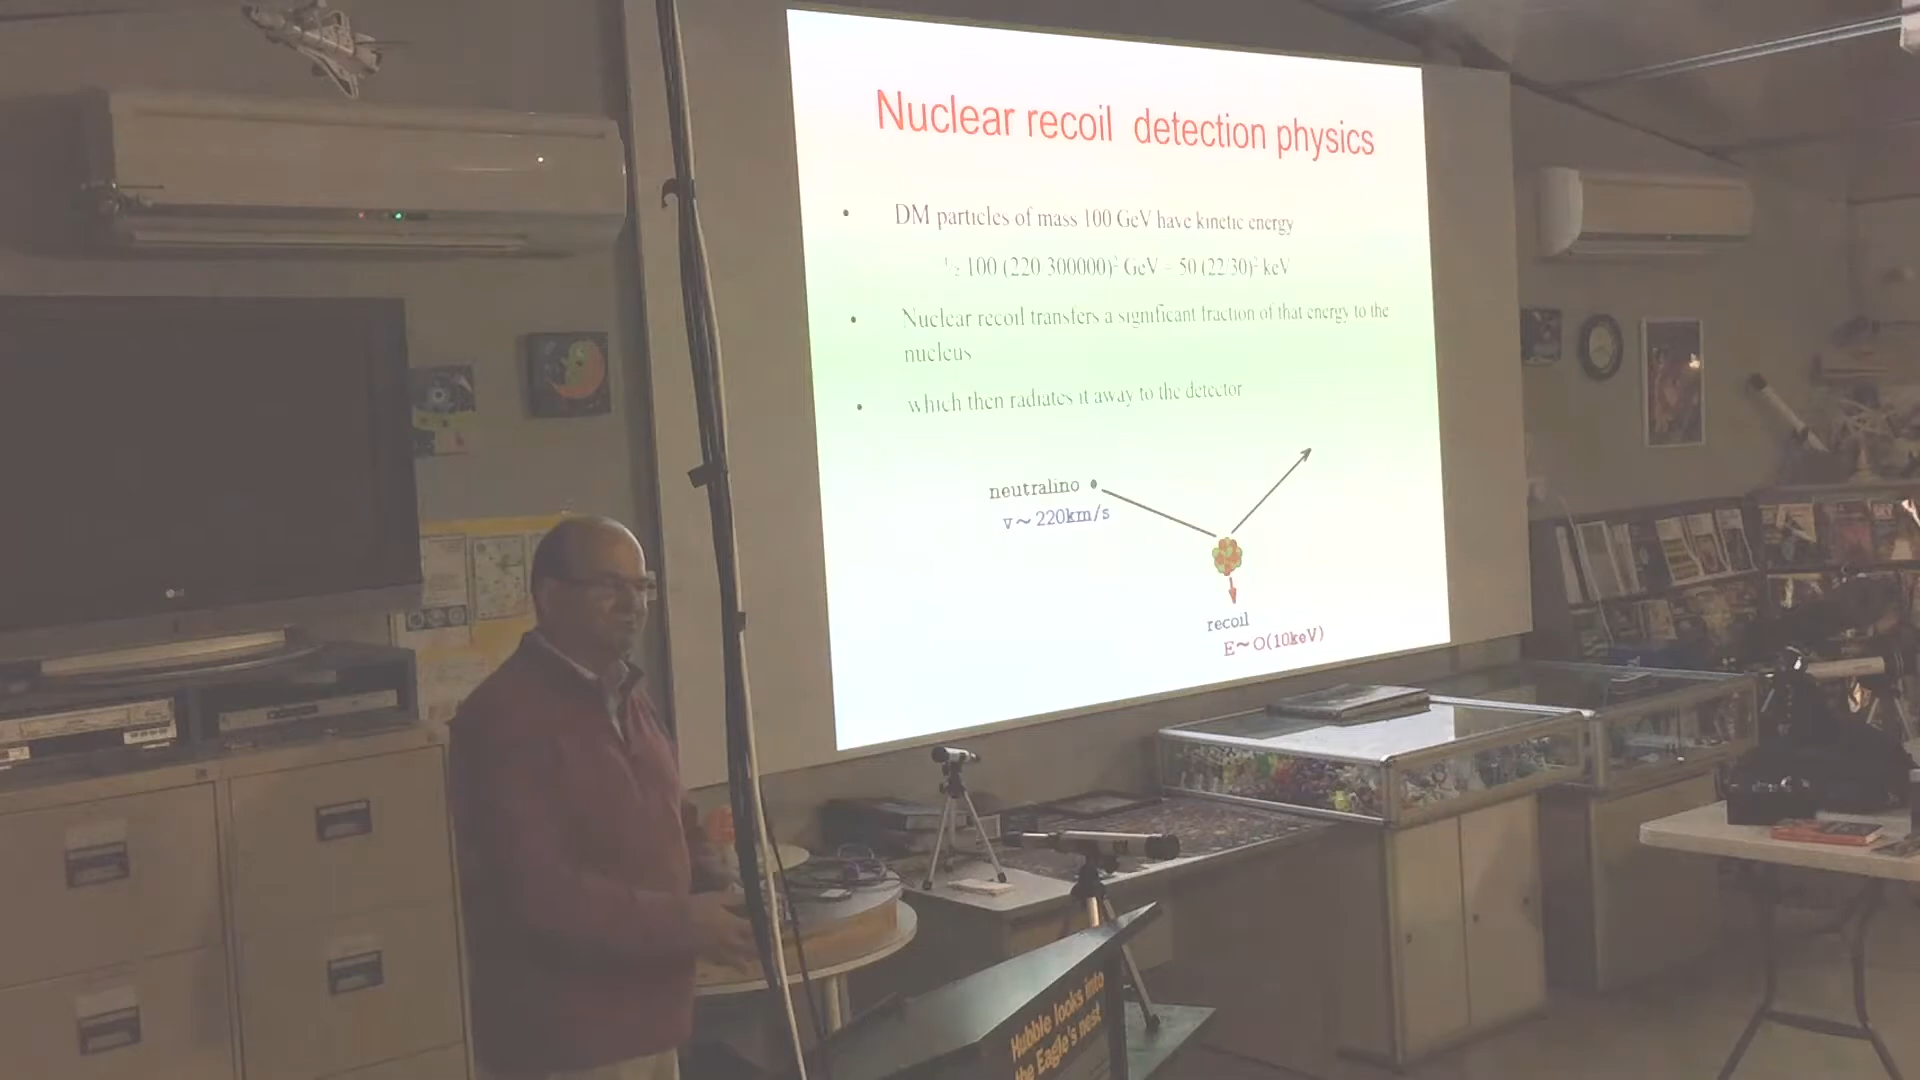 Nuclear recoil detection physics
• DM particles of mass 100 GeV have kinetic energy
½ 100 (220/300000)² GeV = 50 (22/30)² keV
• Nuclear recoil transfers a significant fraction of that energy to the
nucleus
• which then radiates it away to the detector
neutralino
v~220km/s
recoil
E~O(10keV)
LG
Hubble looks into
the Eagle's nest